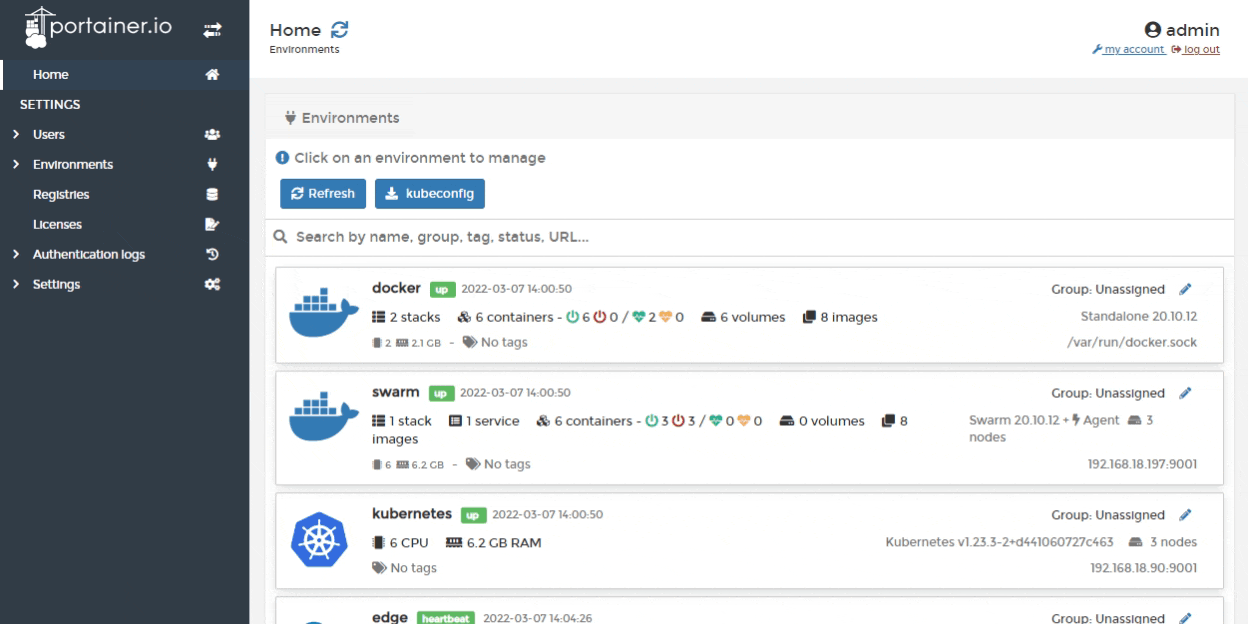 portainer.io
Home
SETTINGS
Users
Environments
Registries
Licenses
Authentication logs
Settings
Home
Environments
admin
my account log out
Environments
Click on an environment to manage
Refresh kubeconfig
Search by name, group, tag, status, URL...
docker up 2022-03-07 14:00:50 Group: Unassigned
2 stacks 6 containers - 6 0 / 2 0 6 volumes 8 images Standalone 20.10.12
2 2.1 GB - No tags /var/run/docker.sock
swarm up 2022-03-07 14:00:50 Group: Unassigned
1 stack 1 service 6 containers - 3 3 / 0 0 0 volumes 8 Swarm 20.10.12 + Agent 3
images nodes
6 6.2 GB - No tags 192.168.18.197:9001
kubernetes up 2022-03-07 14:00:50 Group: Unassigned
6 CPU 6.2 GB RAM Kubernetes v1.23.3-2+d441060727c463 3 nodes
No tags 192.168.18.90:9001
edge heartbeat 2022-03-07 14:04:26 Group: Unassigned